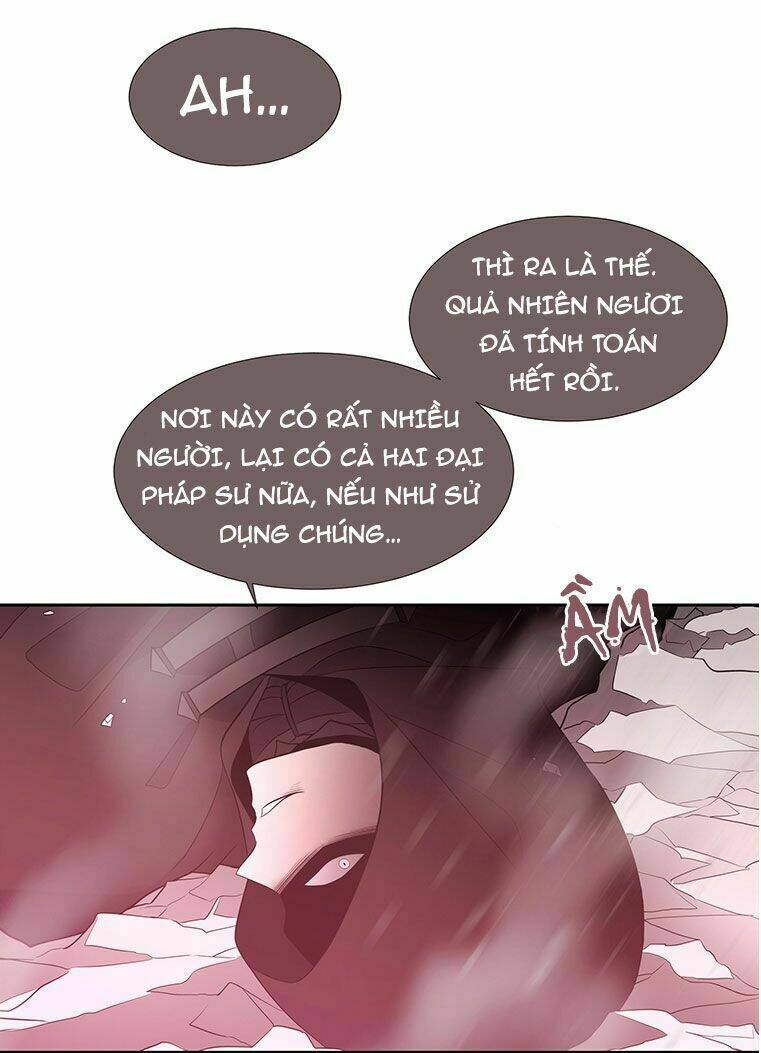 AH...
THÌ RA LÀ THẾ.
QUẢ NHIÊN NGƯƠI
ĐÃ TÍNH TOÁN
HẾT RỒI.
NƠI NÀY CÓ RẤT NHIỀU
NGƯỜI, LẠI CÓ CẢ HAI ĐẠI
PHÁP SƯ NỮA, NẾU NHƯ SỬ
DỤNG CHÚNG...
ẦM